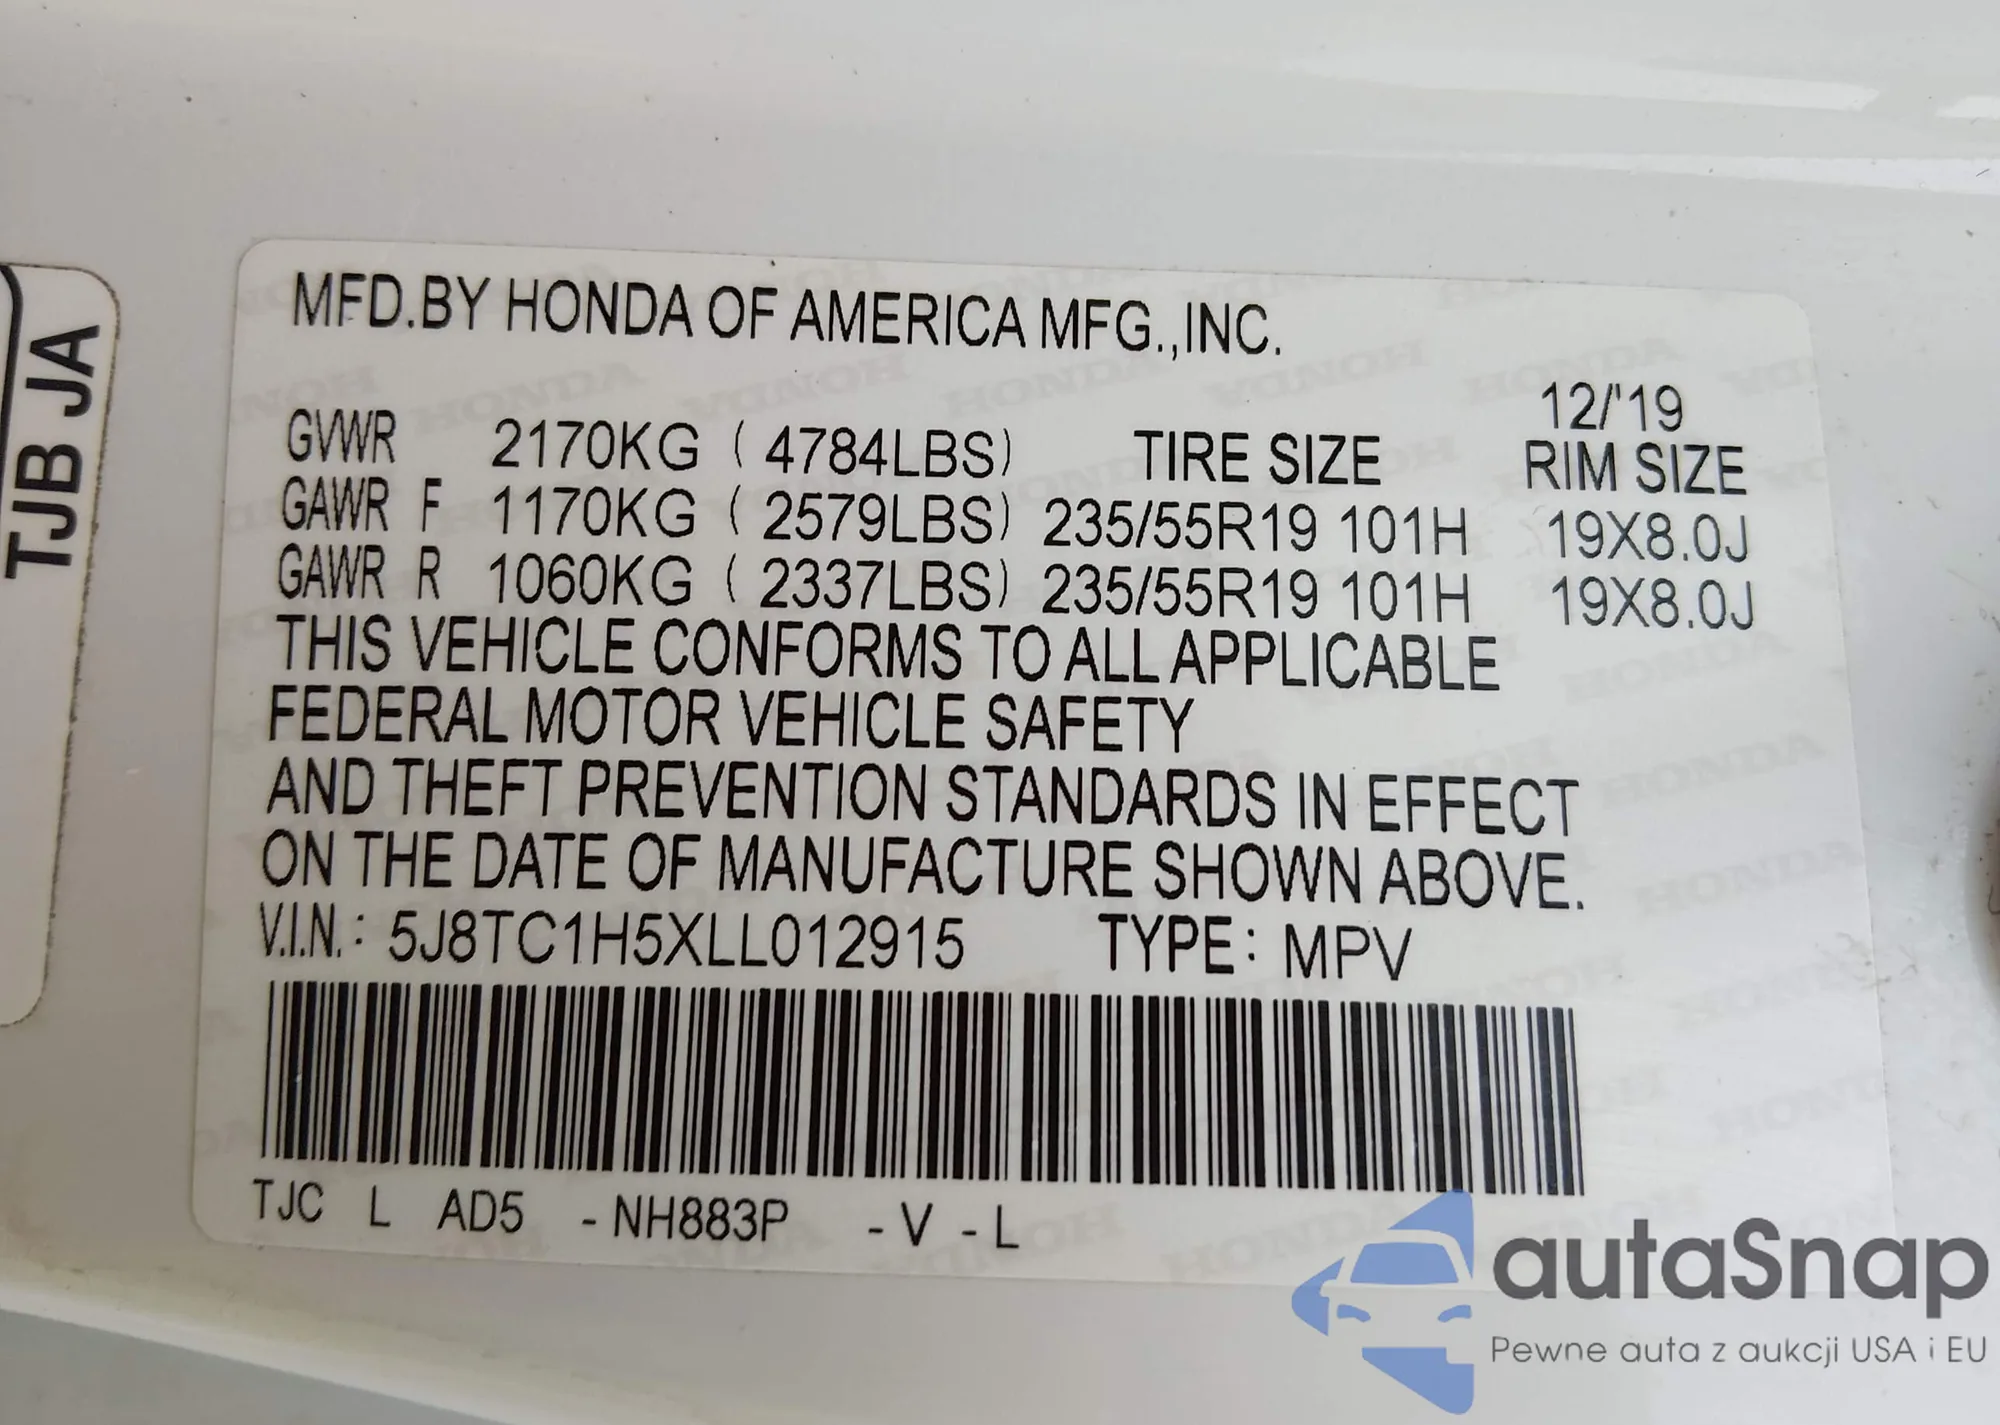 TJB JA
MFD.BY HONDA OF AMERICA MFG.,INC.
12/'19
GVWR 2170KG ( 4784LBS) TIRE SIZE RIM SIZE
GAWR F 1170KG ( 2579LBS) 235/55R19 101H 19X8.0J
GAWR R 1060KG ( 2337LBS) 235/55R19 101H 19X8.0J
THIS VEHICLE CONFORMS TO ALL APPLICABLE
FEDERAL MOTOR VEHICLE SAFETY
AND THEFT PREVENTION STANDARDS IN EFFECT
ON THE DATE OF MANUFACTURE SHOWN ABOVE.
V.I.N.: 5J8TC1H5XLL012915 TYPE: MPV
TJC L AD5 -NH883P -V -L
autaSnap
Pewne auta z aukcji USA i EU